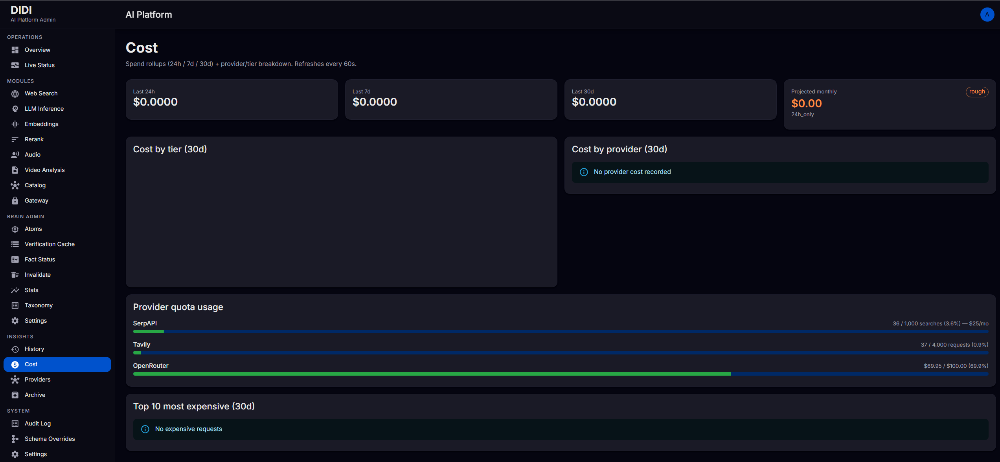 DIDI
AI Platform Admin
OPERATIONS
Overview
Live Status
MODULES
Web Search
LLM Inference
Embeddings
Rerank
Audio
Video Analysis
Catalog
Gateway
BRAIN ADMIN
Atoms
Verification Cache
Fact Status
Invalidate
Stats
Taxonomy
Settings
INSIGHTS
History
Cost
Providers
Archive
SYSTEM
Audit Log
Schema Overrides
Settings
AI Platform
A
Cost
Spend rollups (24h / 7d / 30d) + provider/tier breakdown. Refreshes every 60s.
Last 24h
$0.0000
Last 7d
$0.0000
Last 30d
$0.0000
Projected monthly
rough
$0.00
24h_only
Cost by tier (30d)
Cost by provider (30d)
No provider cost recorded
Provider quota usage
SerpAPI
36 / 1,000 searches (3.6%) — $25/mo
Tavily
37 / 4,000 requests (0.9%)
OpenRouter
$69.95 / $100.00 (69.9%)
Top 10 most expensive (30d)
No expensive requests